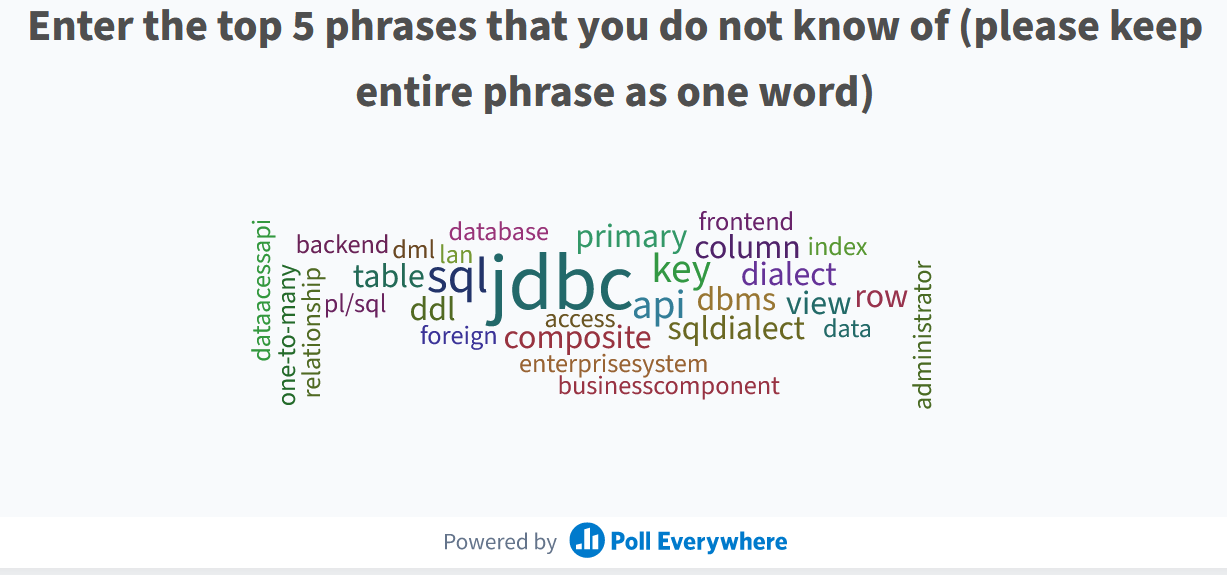 Enter the top 5 phrases that you do not know of (please keep
entire phrase as one word)
dataacessapi
one-to-many
relationship
backend
dml
lan
database
primary
frontend
column
index
table
sql
jdbc
key
dialect
pl/sql
ddl
api
dbms
view
row
administrator
access
foreign
composite
sqldialect
data
enterprisesystem
businesscomponent
Powered by Poll Everywhere